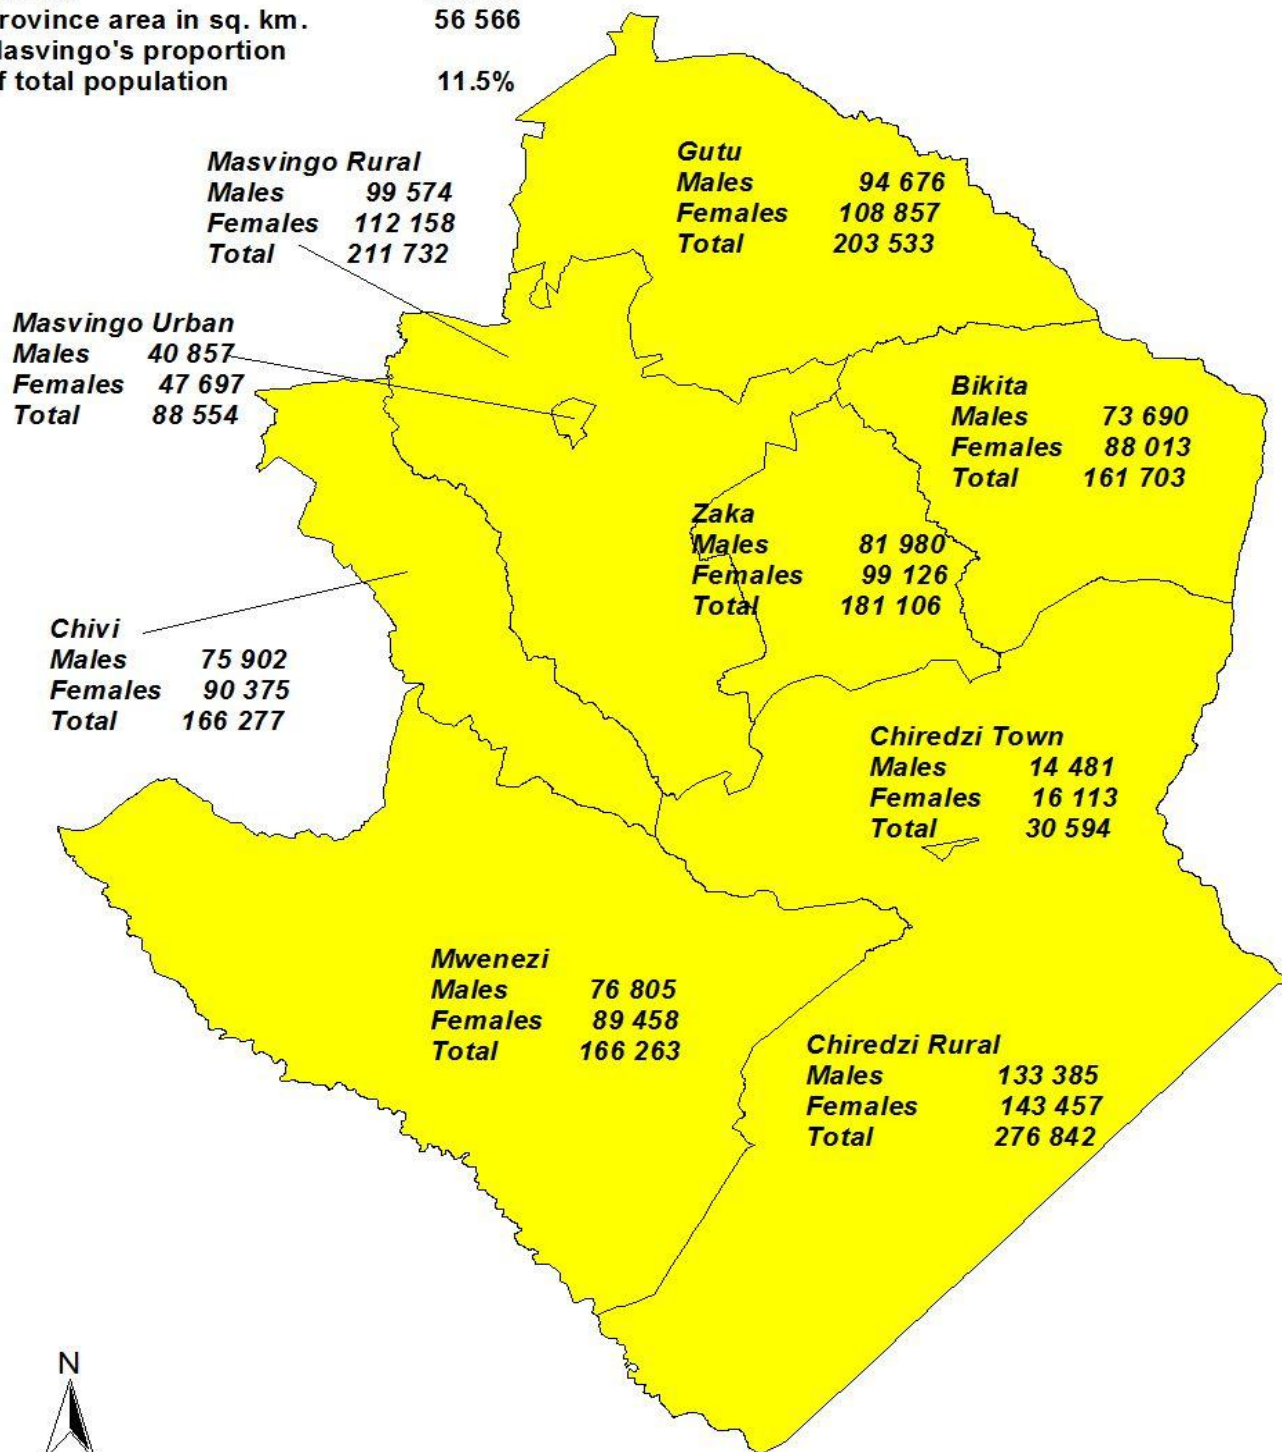 rovince area in sq. km. 56 566
asvingo's proportion
f total population 11.5%
Masvingo Rural
Males 99 574
Females 112 158
Total 211 732
Gutu
Males 94 676
Females 108 857
Total 203 533
Masvingo Urban
Males 40 857
Females 47 697
Total 88 554
Bikita
Males 73 690
Females 88 013
Total 161 703
Zaka
Males 81 980
Females 99 126
Total 181 106
Chivi
Males 75 902
Females 90 375
Total 166 277
Chiredzi Town
Males 14 481
Females 16 113
Total 30 594
Mwenezi
Males 76 805
Females 89 458
Total 166 263
Chiredzi Rural
Males 133 385
Females 143 457
Total 276 842
N